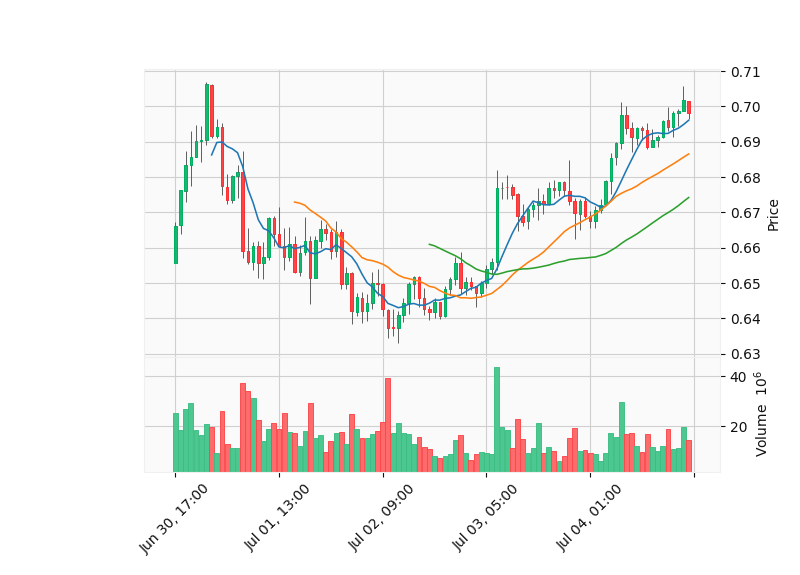 0.71
0.70
0.69
0.68
0.67
0.66
0.65
0.64
0.63
Price
40
20
Volume 10⁶
Jun 30, 17:00
Jul 01, 13:00
Jul 02, 09:00
Jul 03, 05:00
Jul 04, 01:00